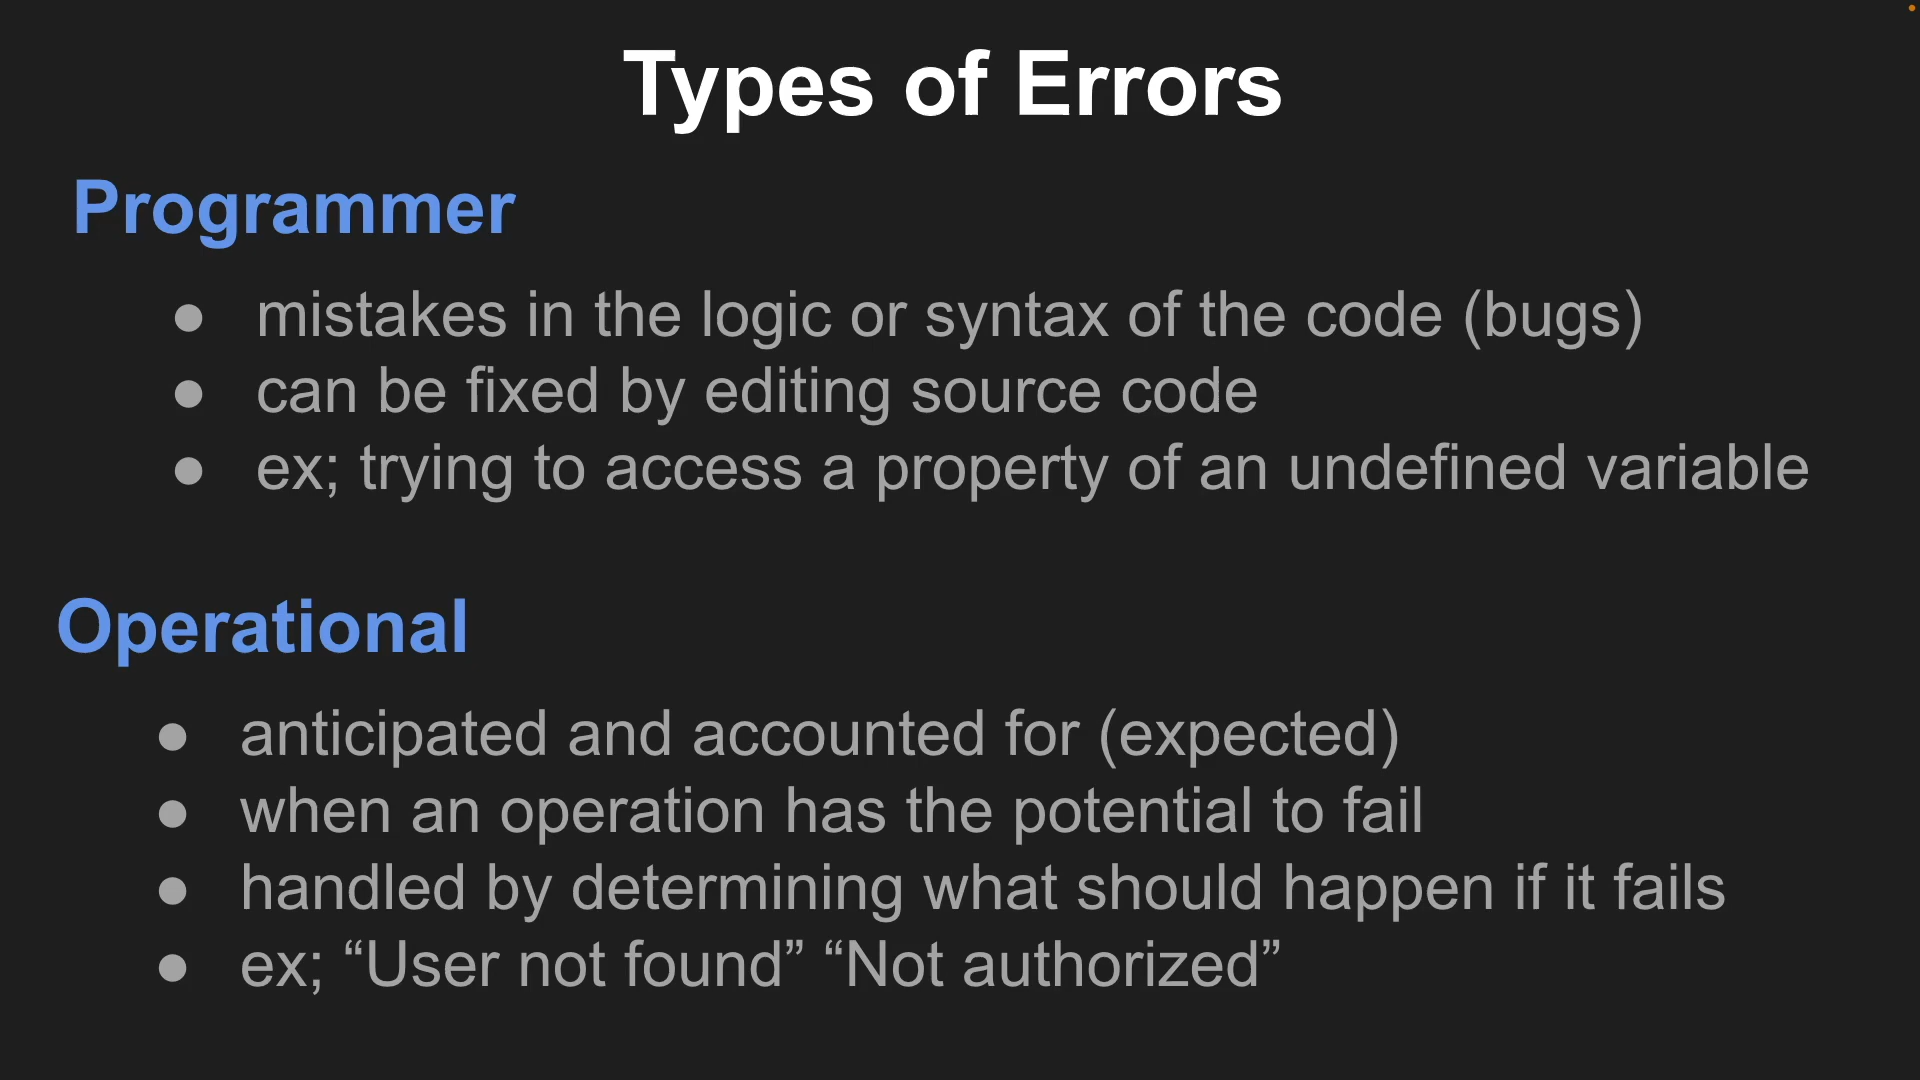 Types of Errors
Programmer
● mistakes in the logic or syntax of the code (bugs)
● can be fixed by editing source code
● ex; trying to access a property of an undefined variable
Operational
● anticipated and accounted for (expected)
● when an operation has the potential to fail
● handled by determining what should happen if it fails
● ex; “User not found” “Not authorized”